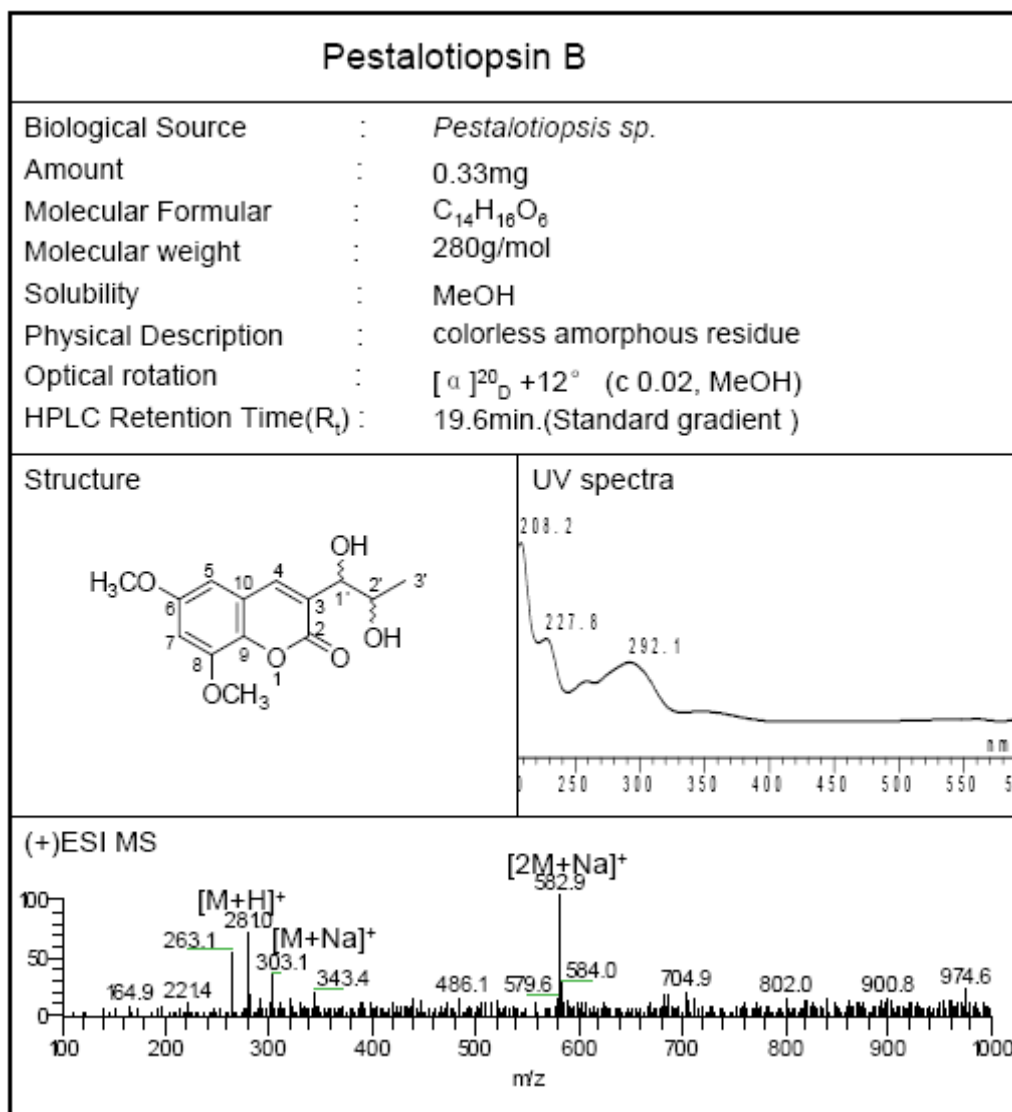 Pestalotiopsin B
Biological Source : Pestalotiopsis sp.
Amount : 0.33mg
Molecular Formular : C₁₄H₁₆O₆
Molecular weight : 280g/mol
Solubility : MeOH
Physical Description : colorless amorphous residue
Optical rotation : [α]²⁰D +12° (c 0.02, MeOH)
HPLC Retention Time(Rt) : 19.6min.(Standard gradient )
Structure
OH
H₃CO 5 4 3'
10 2'
6 3 1'
7 2 OH
8 9 O O
1
OCH₃
UV spectra
208.2
227.8
292.1
nm
250 300 350 400 450 500 550
(+)ESI MS
[2M+Na]⁺
582.9
[M+H]⁺
281.0
[M+Na]⁺
263.1
303.1
343.4
164.9
221.4
486.1
579.6
584.0
704.9
802.0
900.8
974.6
100
50
0
100 200 300 400 500 600 700 800 900 1000
m/z